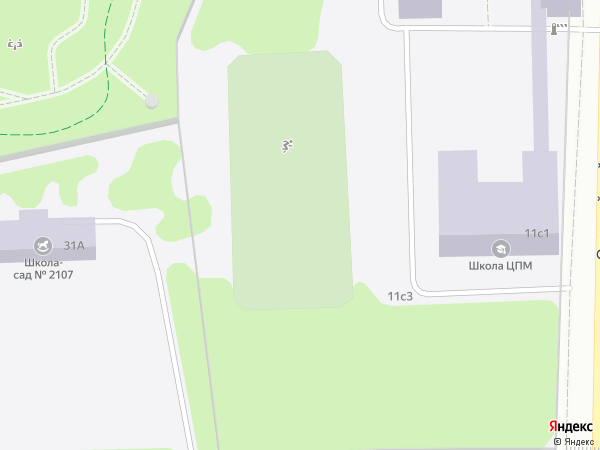 11с1
31А
Школа-
сад № 2107
Школа ЦПМ
11с3
Яндекс
© Яндекс